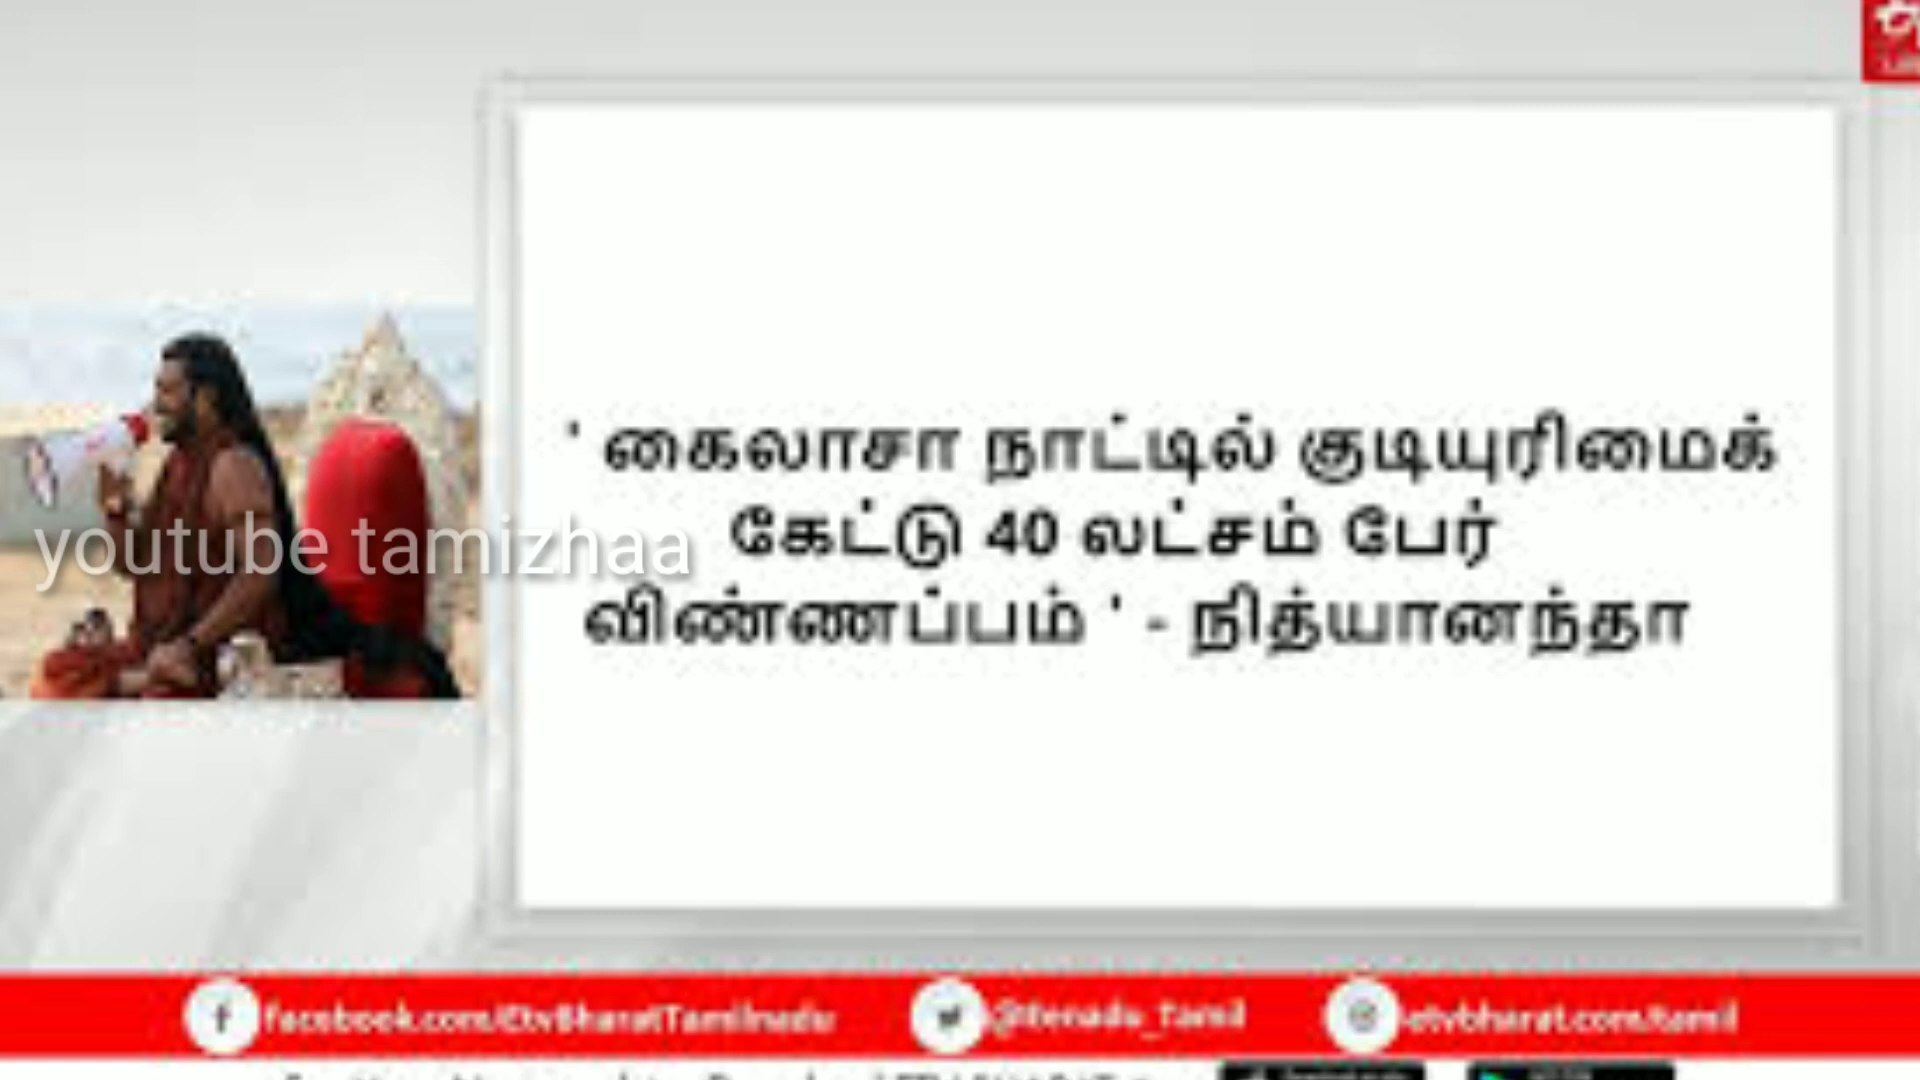 ' கைலாசா நாட்டில் குடியுரிமைக்
கேட்டு 40 லட்சம் பேர்
விண்ணப்பம் ' - நித்யானந்தா
youtube tamizhaa
facebook.com/EtvBharatTamilnadu
@Eenadu_Tamil
etvbharat.com/tamil